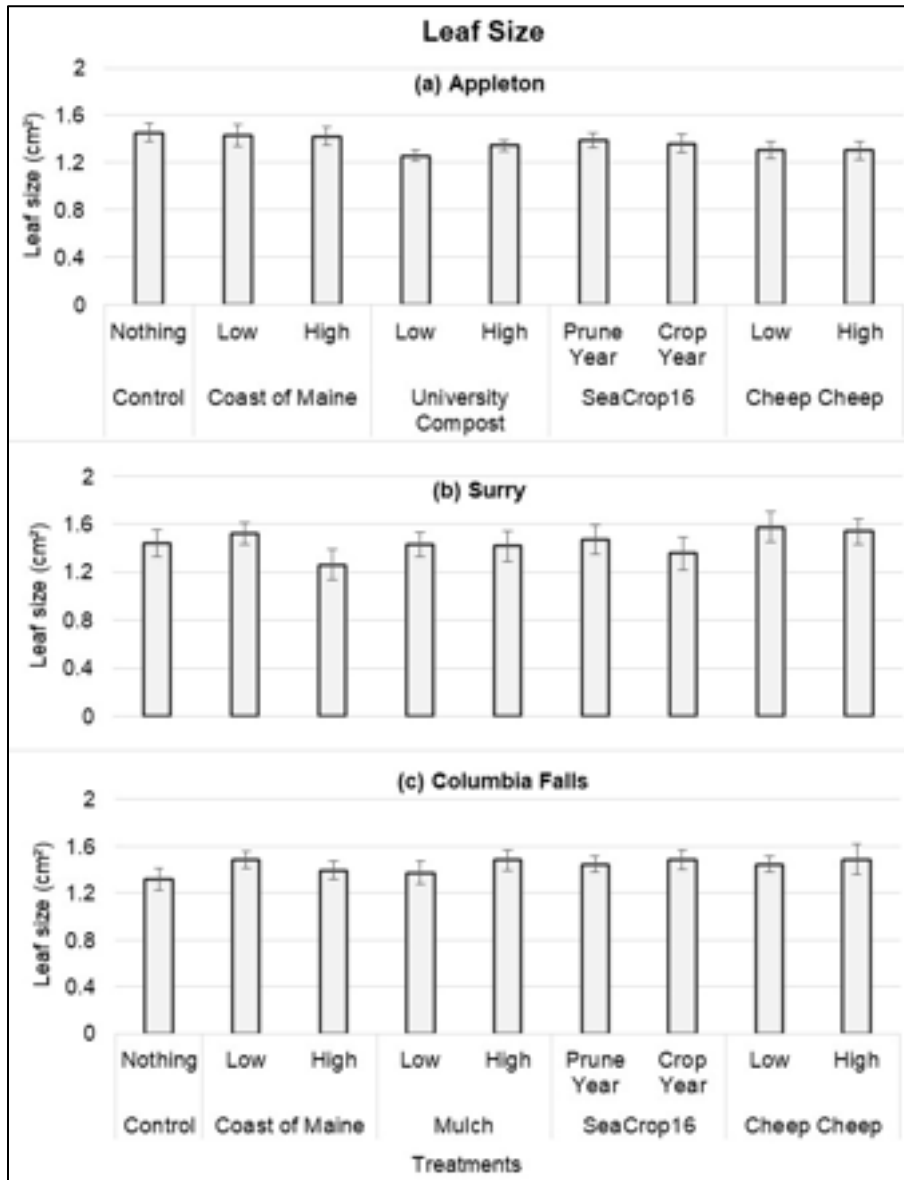 Leaf Size
(a) Appleton
Leaf size (cm²)
2
1.6
1.2
0.8
0.4
0
Nothing Low High Low High Prune Year Crop Year Low High
Control Coast of Maine University Compost SeaCrop16 Cheep Cheep
(b) Surry
Leaf size (cm²)
2
1.6
1.2
0.8
0.4
0
(c) Columbia Falls
Leaf size (cm²)
2
1.6
1.2
0.8
0.4
0
Nothing Low High Low High Prune Year Crop Year Low High
Control Coast of Maine Mulch SeaCrop16 Cheep Cheep
Treatments